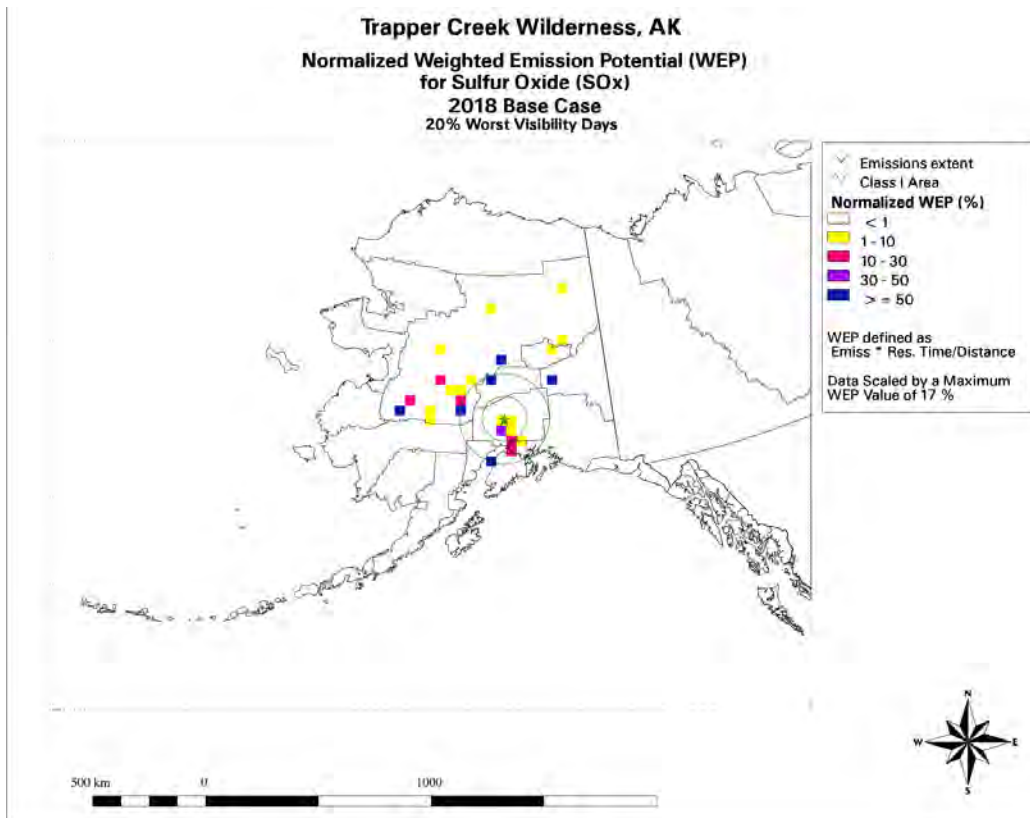 Trapper Creek Wilderness, AK
Normalized Weighted Emission Potential (WEP)
for Sulfur Oxide (SOx)
2018 Base Case
20% Worst Visibility Days
Emissions extent
Class I Area
Normalized WEP (%)
< 1
1 - 10
10 - 30
30 - 50
> = 50
WEP defined as
Emiss * Res. Time/Distance
Data Scaled by a Maximum
WEP Value of 17 %
N
W E
S
500 km 0 1000